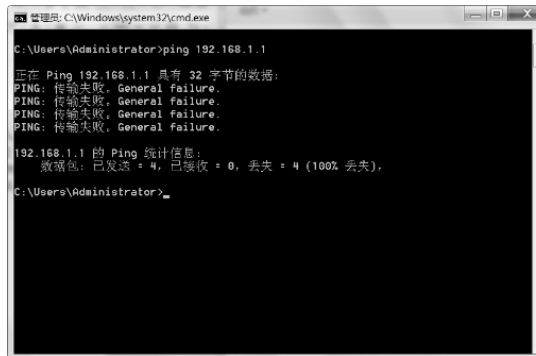 管理员: C:\Windows\system32\cmd.exe
C:\Users\Administrator>ping 192.168.1.1
正在 Ping 192.168.1.1 具有 32 字节的数据:
PING: 传输失败。General failure.
PING: 传输失败。General failure.
PING: 传输失败。General failure.
PING: 传输失败。General failure.
192.168.1.1 的 Ping 统计信息:
数据包: 已发送 = 4, 已接收 = 0, 丢失 = 4 (100% 丢失),
C:\Users\Administrator>